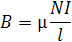 B = μ NI/l